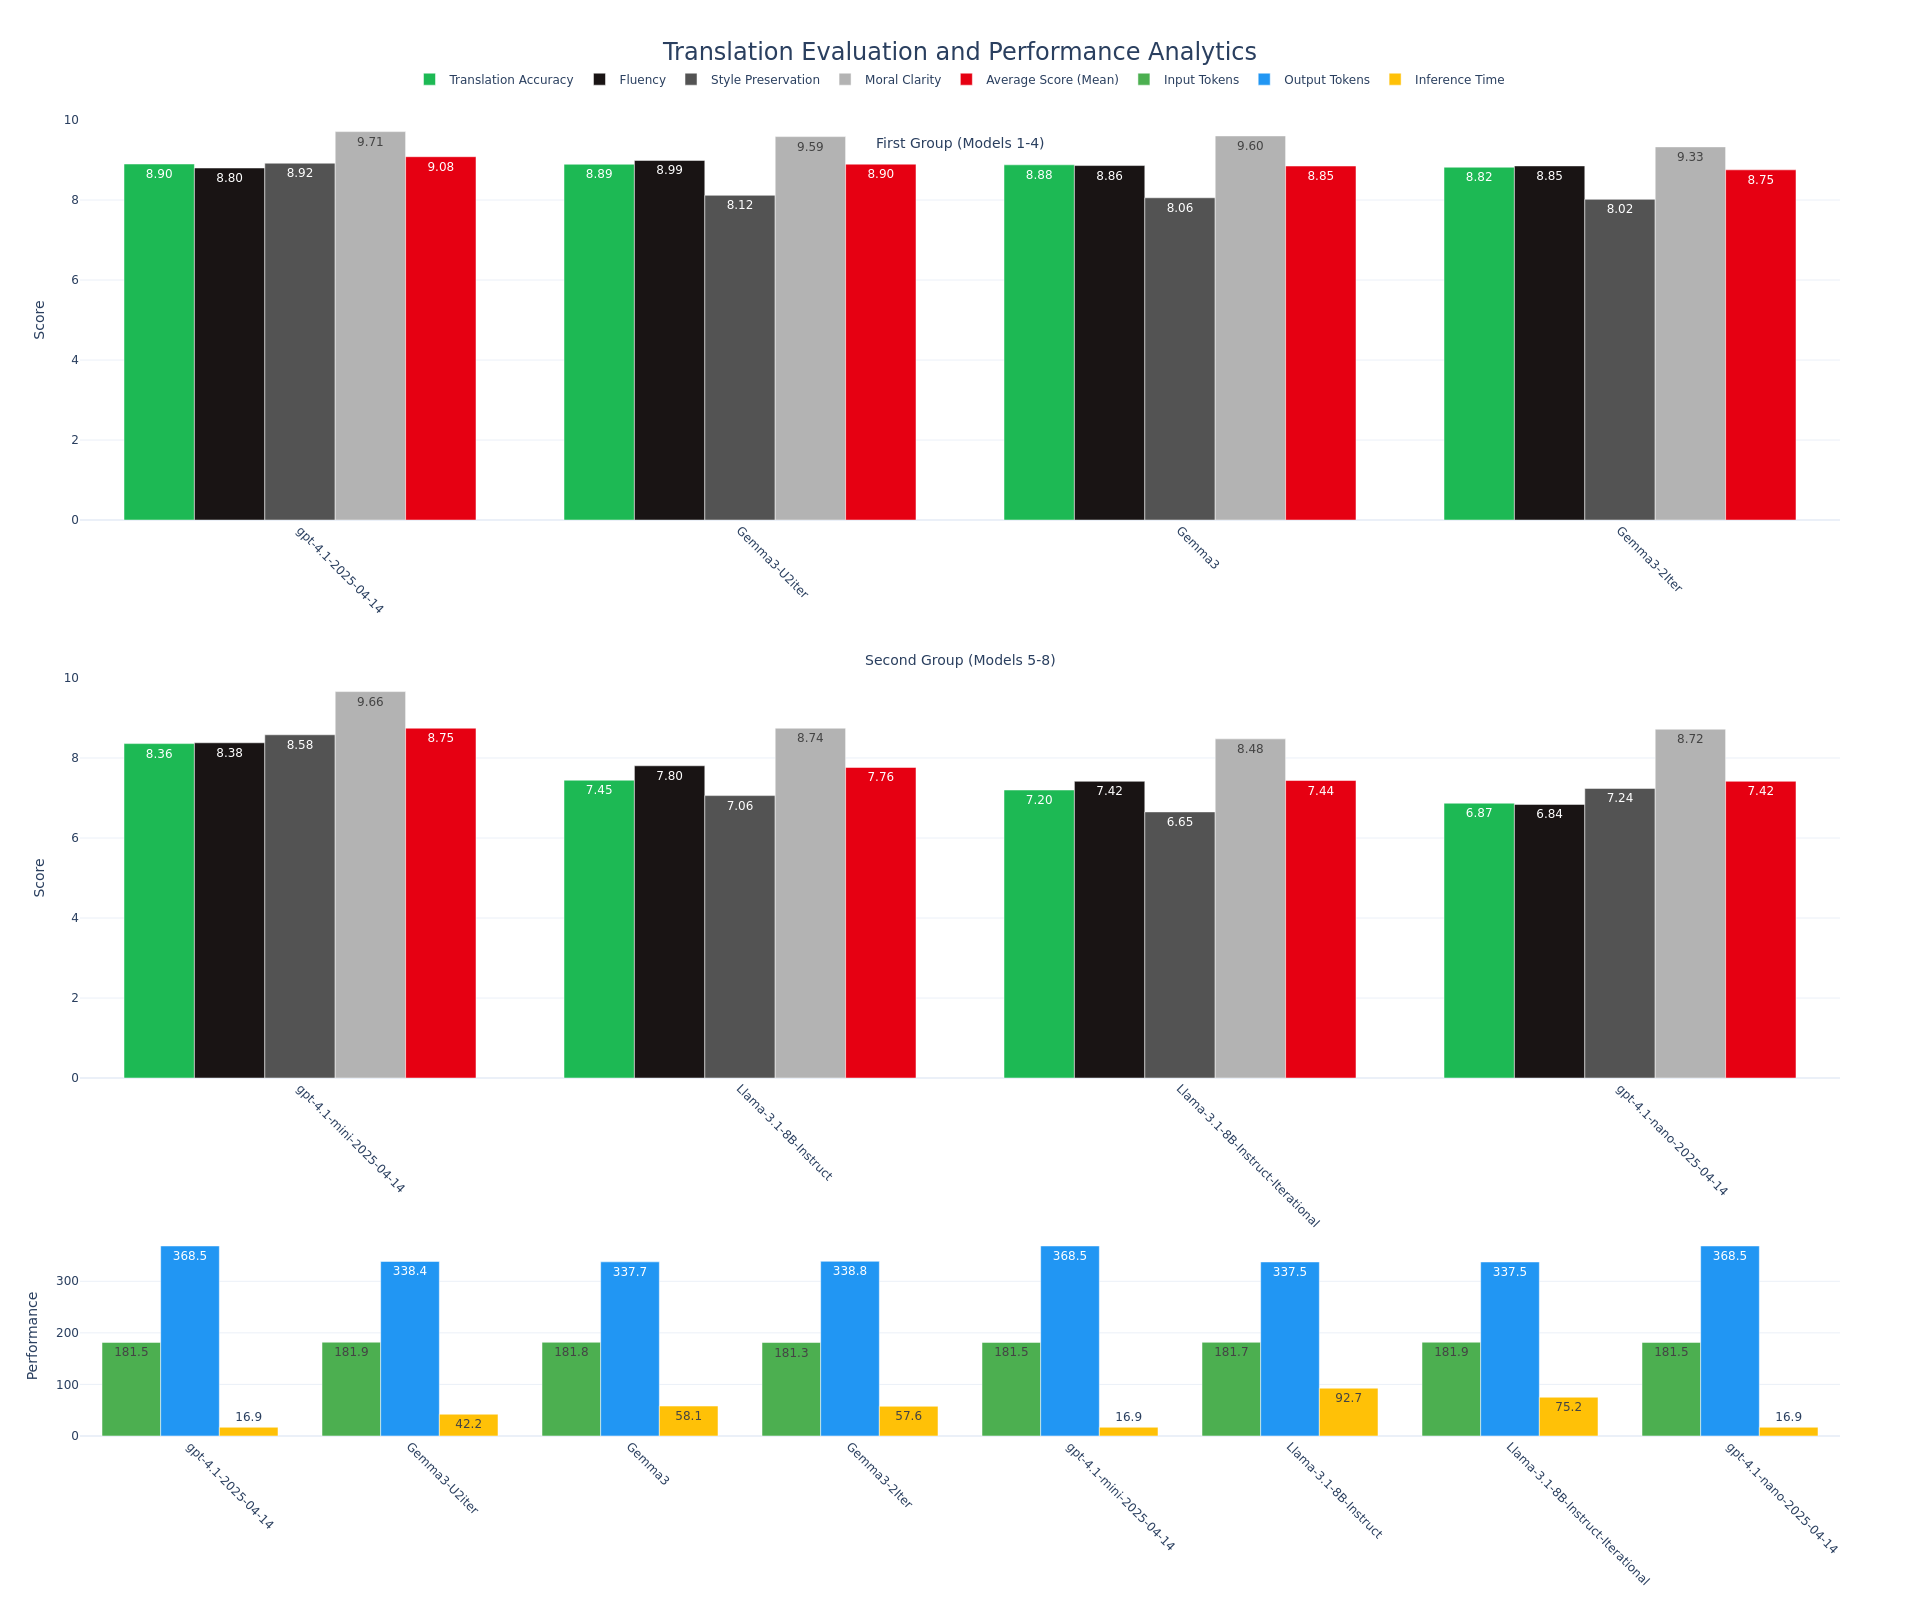 Translation Evaluation and Performance Analytics
Translation Accuracy Fluency Style Preservation Moral Clarity Average Score (Mean) Input Tokens Output Tokens Inference Time
First Group (Models 1-4)
Score
10
8
6
4
2
0
8.90 8.80 8.92 9.71 9.08
8.89 8.99 8.12 9.59 8.90
8.88 8.86 8.06 9.60 8.85
8.82 8.85 8.02 9.33 8.75
gpt-4.1-2025-04-14
Gemma3-U2iter
Gemma3
Gemma3-2Iter
Second Group (Models 5-8)
Score
10
8
6
4
2
0
8.36 8.38 8.58 9.66 8.75
7.45 7.80 7.06 8.74 7.76
7.20 7.42 6.65 8.48 7.44
6.87 6.84 7.24 8.72 7.42
gpt-4.1-mini-2025-04-14
Llama-3.1-8B-Instruct
Llama-3.1-8B-Instruct-Iterational
gpt-4.1-nano-2025-04-14
Performance
300
200
100
0
181.5 368.5 16.9
181.9 338.4 42.2
181.8 337.7 58.1
181.3 338.8 57.6
181.5 368.5 16.9
181.7 337.5 92.7
181.9 337.5 75.2
181.5 368.5 16.9
gpt-4.1-2025-04-14
Gemma3-U2iter
Gemma3
Gemma3-2Iter
gpt-4.1-mini-2025-04-14
Llama-3.1-8B-Instruct
Llama-3.1-8B-Instruct-Iterational
gpt-4.1-nano-2025-04-14